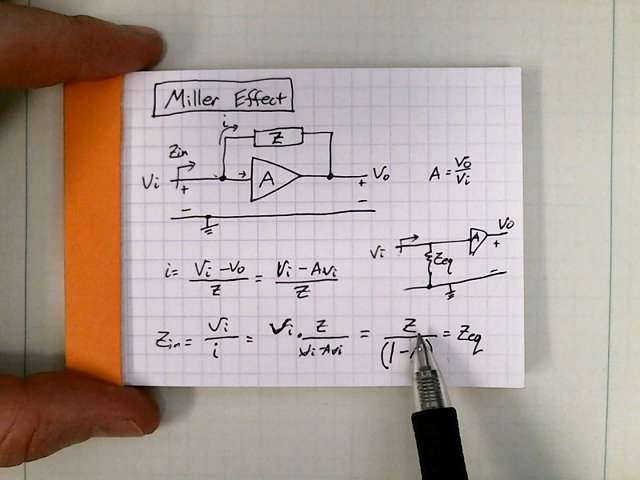 Miller Effect
i
Z
Zin
Vi + A + Vo
- -
A = Vo/Vi
Vo
Vi A +
Zeq
-
i = Vi - Vo / Z = Vi - AVi / Z
Zin = Vi / i = Vi · Z / Vi - AVi = Z / (1- ) = Zeq